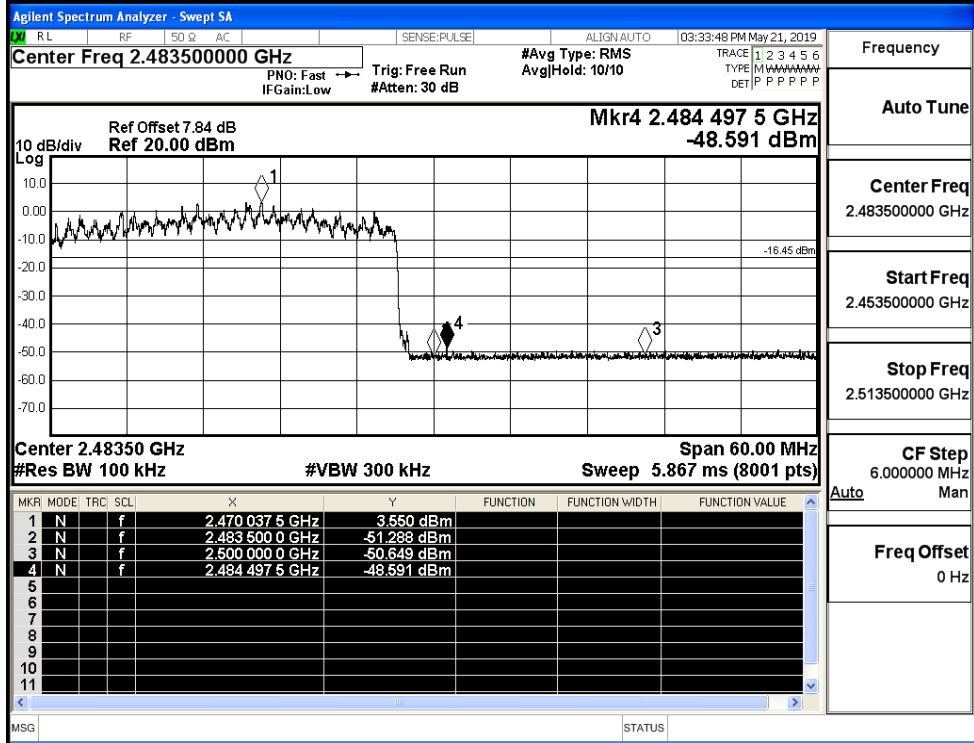 Agilent Spectrum Analyzer - Swept SA
LXI RL RF 50 Ω AC SENSE:PULSE ALIGN AUTO 03:33:48 PM May 21, 2019
Center Freq 2.483500000 GHz
PNO: Fast
IFGain:Low
Trig: Free Run
#Atten: 30 dB
#Avg Type: RMS
Avg|Hold: 10/10
TRACE 1 2 3 4 5 6
TYPE M WWWWW
DET P P P P P P
Frequency
Auto Tune
Center Freq
2.483500000 GHz
Start Freq
2.453500000 GHz
Stop Freq
2.513500000 GHz
CF Step
6.000000 MHz
Auto Man
Freq Offset
0 Hz
Mkr4 2.484 497 5 GHz
-48.591 dBm
Ref Offset 7.84 dB
10 dB/div Ref 20.00 dBm
Log
10.0
0.00
-10.0
-20.0
-30.0
-40.0
-50.0
-60.0
-70.0
1
-16.45 dBm
4
3
Center 2.48350 GHz Span 60.00 MHz
#Res BW 100 kHz #VBW 300 kHz Sweep 5.867 ms (8001 pts)
MKR MODE TRC SCL X Y FUNCTION FUNCTION WIDTH FUNCTION VALUE
1 N f 2.470 037 5 GHz 3.550 dBm
2 N f 2.483 500 0 GHz -51.288 dBm
3 N f 2.500 000 0 GHz -50.649 dBm
4 N f 2.484 497 5 GHz -48.591 dBm
5
6
7
8
9
10
11
MSG STATUS